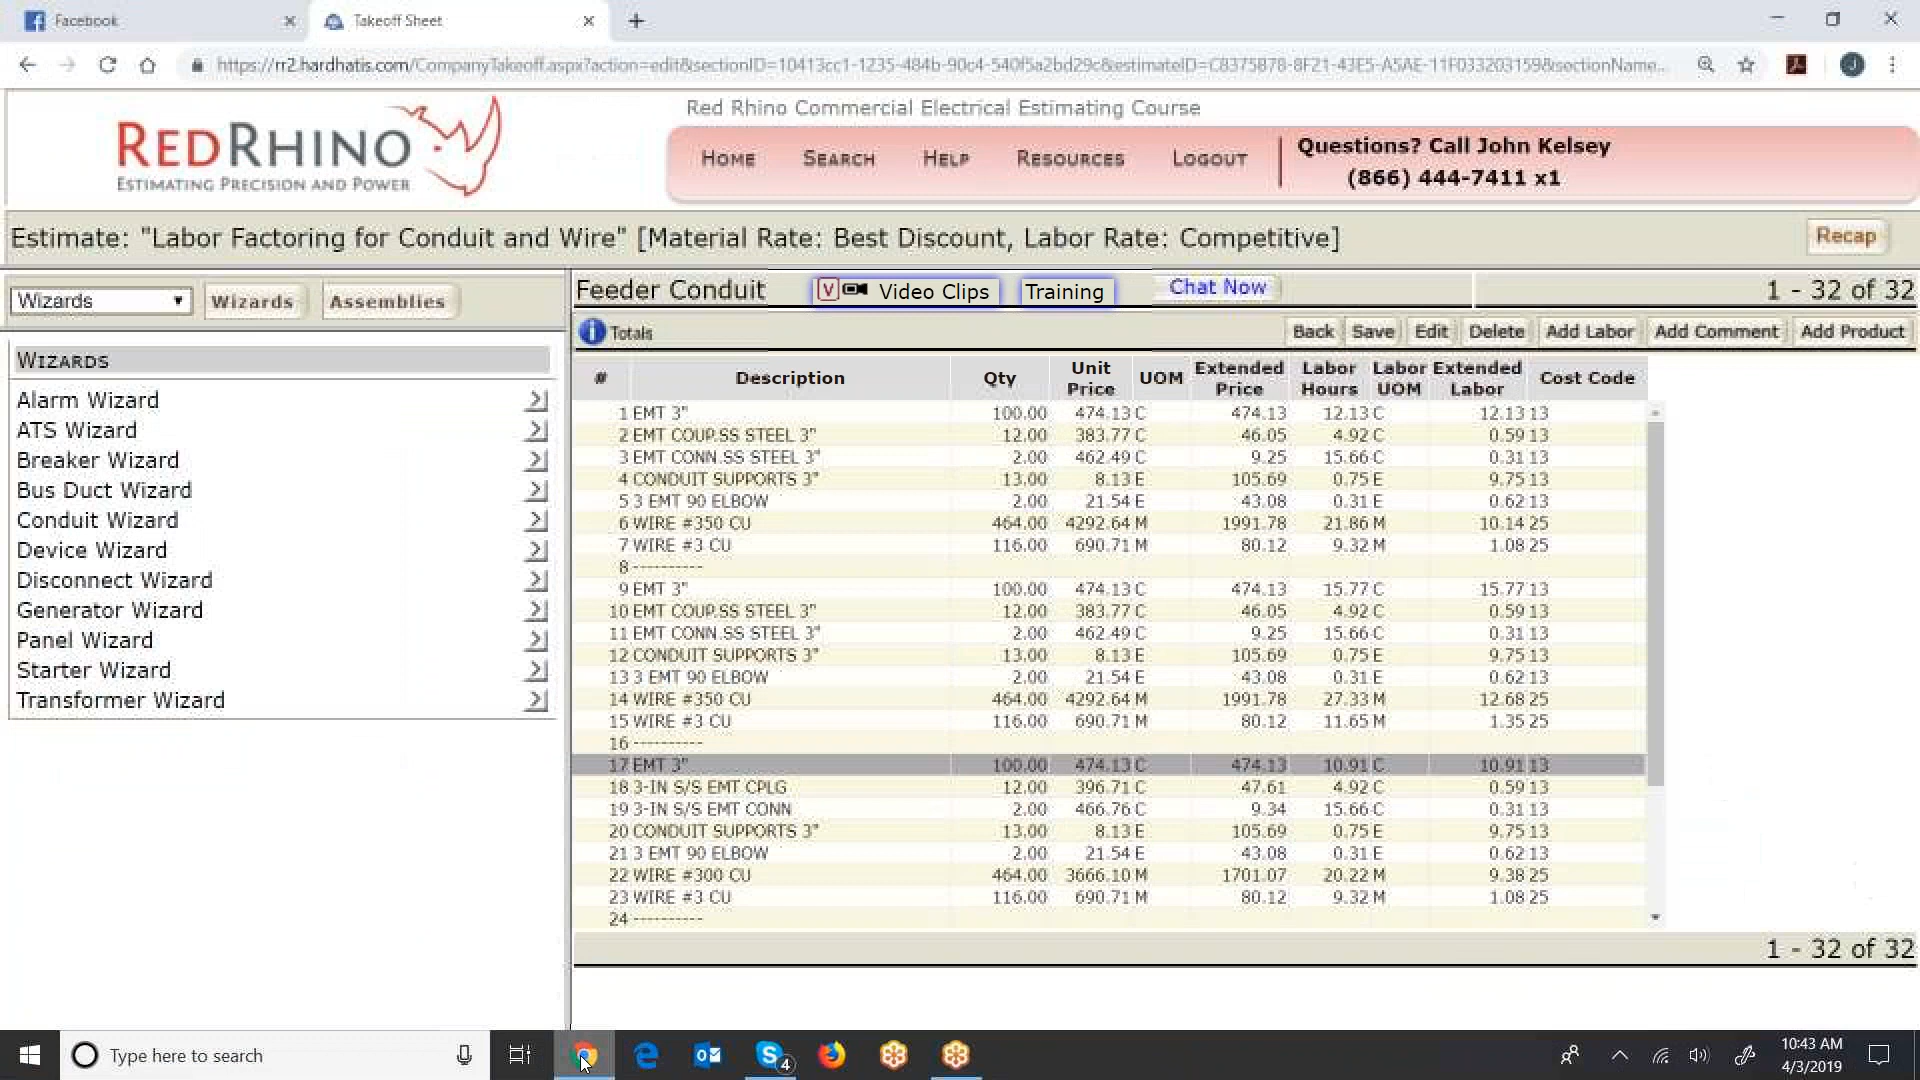 Facebook
Takeoff Sheet
https://rr2.hardhatis.com/CompanyTakeoff.aspx?action=edit&sectionID=10413cc1-1235-484b-90c4-540f5a2bd29c&estimateID=C8375878-8F21-43E5-A5AE-11F033203159&sectionName...
J
REDRHINO
ESTIMATING PRECISION AND POWER
Red Rhino Commercial Electrical Estimating Course
HOME SEARCH HELP RESOURCES LOGOUT
Questions? Call John Kelsey
(866) 444-7411 x1
Estimate: "Labor Factoring for Conduit and Wire" [Material Rate: Best Discount, Labor Rate: Competitive]
Recap
Wizards Wizards Assemblies
WIZARDS
Alarm Wizard
ATS Wizard
Breaker Wizard
Bus Duct Wizard
Conduit Wizard
Device Wizard
Disconnect Wizard
Generator Wizard
Panel Wizard
Starter Wizard
Transformer Wizard
Feeder Conduit V Video Clips Training Chat Now 1 - 32 of 32
Totals Back Save Edit Delete Add Labor Add Comment Add Product
# Description Qty Unit Price UOM Extended Price Labor Hours Labor UOM Extended Labor Cost Code
1 EMT 3" 100.00 474.13 C 474.13 12.13 C 12.13 13
2 EMT COUP.SS STEEL 3" 12.00 383.77 C 46.05 4.92 C 0.59 13
3 EMT CONN.SS STEEL 3" 2.00 462.49 C 9.25 15.66 C 0.31 13
4 CONDUIT SUPPORTS 3" 13.00 8.13 E 105.69 0.75 E 9.75 13
5 3 EMT 90 ELBOW 2.00 21.54 E 43.08 0.31 E 0.62 13
6 WIRE #350 CU 464.00 4292.64 M 1991.78 21.86 M 10.14 25
7 WIRE #3 CU 116.00 690.71 M 80.12 9.32 M 1.08 25
8 ----------
9 EMT 3" 100.00 474.13 C 474.13 15.77 C 15.77 13
10 EMT COUP.SS STEEL 3" 12.00 383.77 C 46.05 4.92 C 0.59 13
11 EMT CONN.SS STEEL 3" 2.00 462.49 C 9.25 15.66 C 0.31 13
12 CONDUIT SUPPORTS 3" 13.00 8.13 E 105.69 0.75 E 9.75 13
13 3 EMT 90 ELBOW 2.00 21.54 E 43.08 0.31 E 0.62 13
14 WIRE #350 CU 464.00 4292.64 M 1991.78 27.33 M 12.68 25
15 WIRE #3 CU 116.00 690.71 M 80.12 11.65 M 1.35 25
16 ----------
17 EMT 3" 100.00 474.13 C 474.13 10.91 C 10.91 13
18 3-IN S/S EMT CPLG 12.00 396.71 C 47.61 4.92 C 0.59 13
19 3-IN S/S EMT CONN 2.00 466.76 C 9.34 15.66 C 0.31 13
20 CONDUIT SUPPORTS 3" 13.00 8.13 E 105.69 0.75 E 9.75 13
21 3 EMT 90 ELBOW 2.00 21.54 E 43.08 0.31 E 0.62 13
22 WIRE #300 CU 464.00 3666.10 M 1701.07 20.22 M 9.38 25
23 WIRE #3 CU 116.00 690.71 M 80.12 9.32 M 1.08 25
24 ----------
1 - 32 of 32
Type here to search
4
10:43 AM
4/3/2019